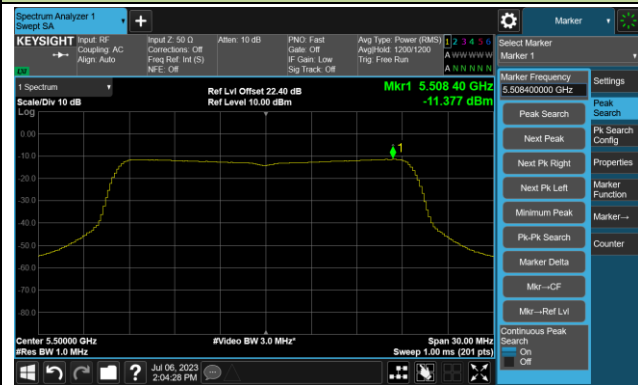 Spectrum Analyzer 1
Swept SA
Marker
KEYSIGHT
Input: RF
Coupling: AC
Align: Auto
Input Z: 50 Ω
Corrections: Off
Freq Ref: Int (S)
NFE: Off
Atten: 10 dB
PNO: Fast
Gate: Off
IF Gain: Low
Sig Track: Off
Avg Type: Power (RMS)
Avg|Hold: 1200/1200
Trig: Free Run
1 2 3 4 5 6
A W W W W W
A N N N N N
LXI
Select Marker
Marker 1
1 Spectrum
Scale/Div 10 dB
Log
Ref Lvl Offset 22.40 dB
Ref Level 10.00 dBm
Mkr1 5.508 40 GHz
-11.377 dBm
0.00
-10.0
-20.0
-30.0
-40.0
-50.0
-60.0
-70.0
-80.0
1
Center 5.50000 GHz
#Res BW 1.0 MHz
#Video BW 3.0 MHz*
Span 30.00 MHz
Sweep 1.00 ms (201 pts)
Marker Frequency
5.508400000 GHz
Peak Search
Next Peak
Next Pk Right
Next Pk Left
Minimum Peak
Pk-Pk Search
Marker Delta
Mkr→CF
Mkr→Ref Lvl
Continuous Peak
Search
On
Off
Settings
Peak
Search
Pk Search
Config
Properties
Marker
Function
Marker→
Counter
Jul 06, 2023
2:04:28 PM